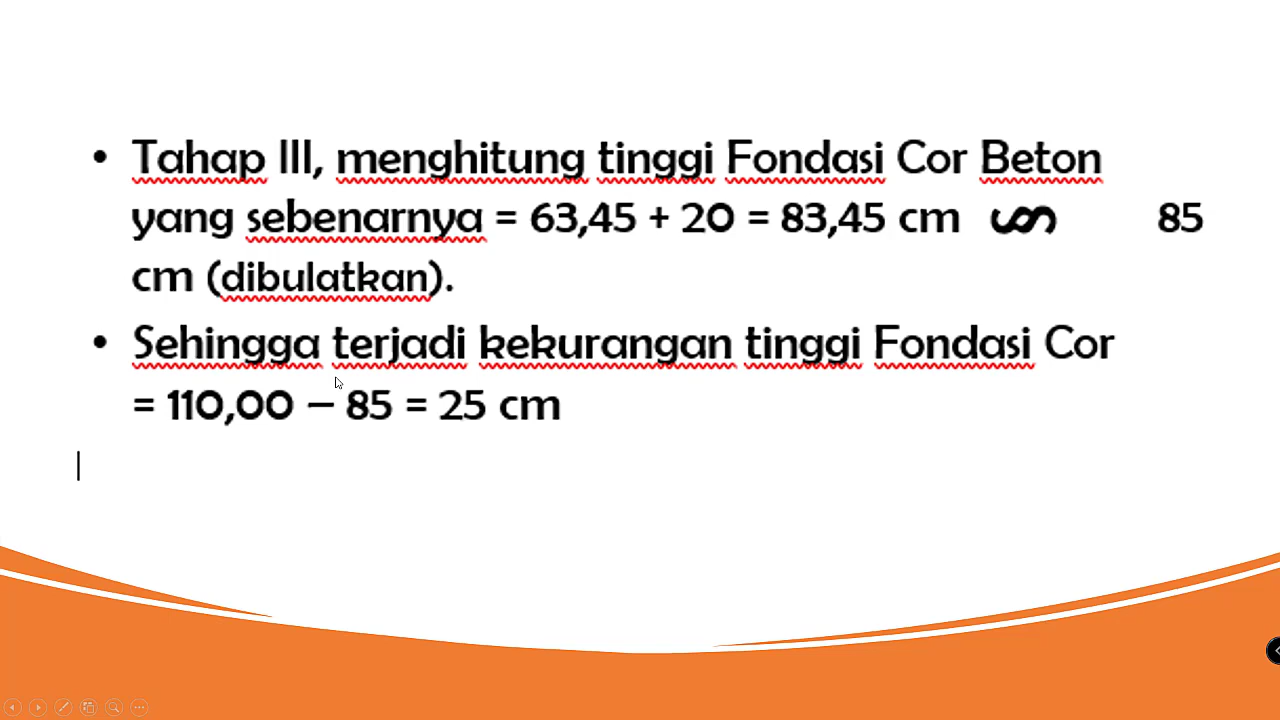 • Tahap III, menghitung tinggi Fondasi Cor Beton
yang sebenarnya = 63,45 + 20 = 83,45 cm ∽ 85
cm (dibulatkan).
• Sehingga terjadi kekurangan tinggi Fondasi Cor
= 110,00 – 85 = 25 cm